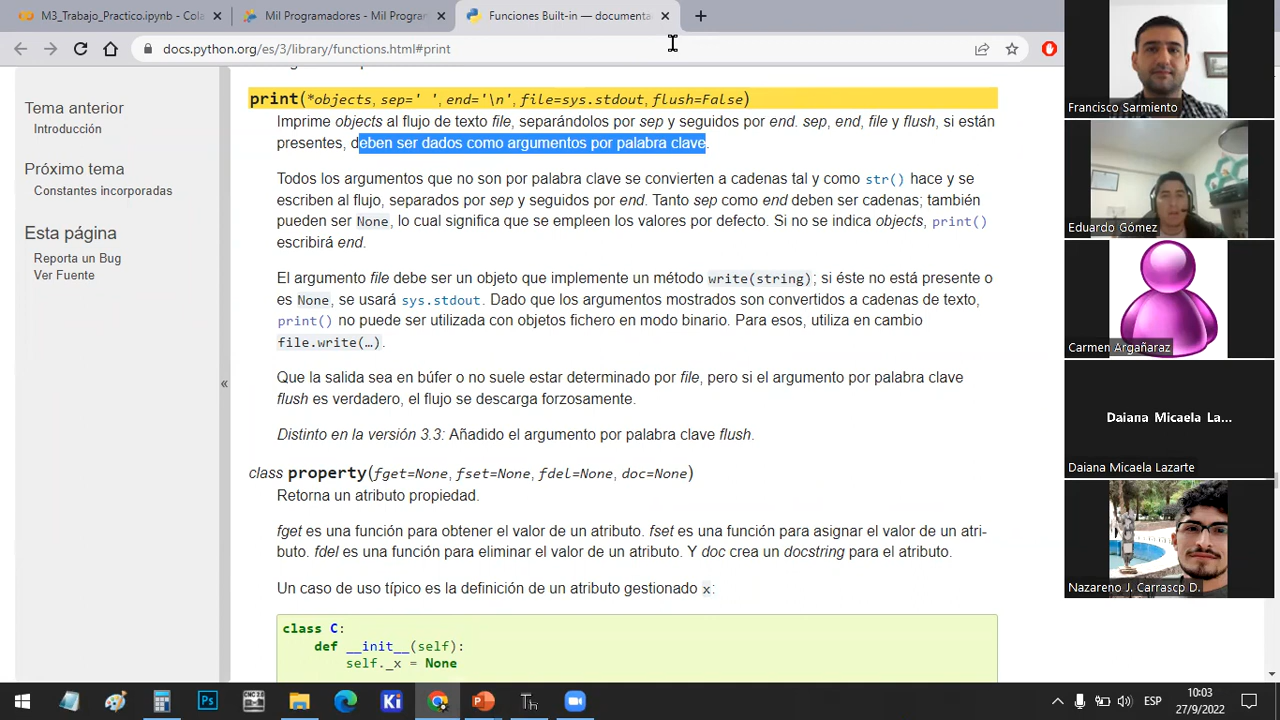 M3_Trabajo_Practico.ipynb - Cola
Mil Programadores - Mil Program
Funciones Built-in — documenta
docs.python.org/es/3/library/functions.html#print
Tema anterior
Introducción
Próximo tema
Constantes incorporadas
Esta página
Reporta un Bug
Ver Fuente
«
print(*objects, sep=' ', end='\n', file=sys.stdout, flush=False)
Imprime objects al flujo de texto file, separándolos por sep y seguidos por end. sep, end, file y flush, si están
presentes, deben ser dados como argumentos por palabra clave.
Todos los argumentos que no son por palabra clave se convierten a cadenas tal y como str() hace y se
escriben al flujo, separados por sep y seguidos por end. Tanto sep como end deben ser cadenas; también
pueden ser None, lo cual significa que se empleen los valores por defecto. Si no se indica objects, print()
escribirá end.
El argumento file debe ser un objeto que implemente un método write(string); si éste no está presente o
es None, se usará sys.stdout. Dado que los argumentos mostrados son convertidos a cadenas de texto,
print() no puede ser utilizada con objetos fichero en modo binario. Para esos, utiliza en cambio
file.write(…).
Que la salida sea en búfer o no suele estar determinado por file, pero si el argumento por palabra clave
flush es verdadero, el flujo se descarga forzosamente.
Distinto en la versión 3.3: Añadido el argumento por palabra clave flush.
class property(fget=None, fset=None, fdel=None, doc=None)
Retorna un atributo propiedad.
fget es una función para obtener el valor de un atributo. fset es una función para asignar el valor de un atri-
buto. fdel es una función para eliminar el valor de un atributo. Y doc crea un docstring para el atributo.
Un caso de uso típico es la definición de un atributo gestionado x:
class C:
def __init__(self):
self._x = None
Francisco Sarmiento
Eduardo Gómez
Carmen Argañaraz
Daiana Micaela La...
Daiana Micaela Lazarte
Nazareno J. Carrascp D.
Ps
Ki
ESP
10:03
27/9/2022